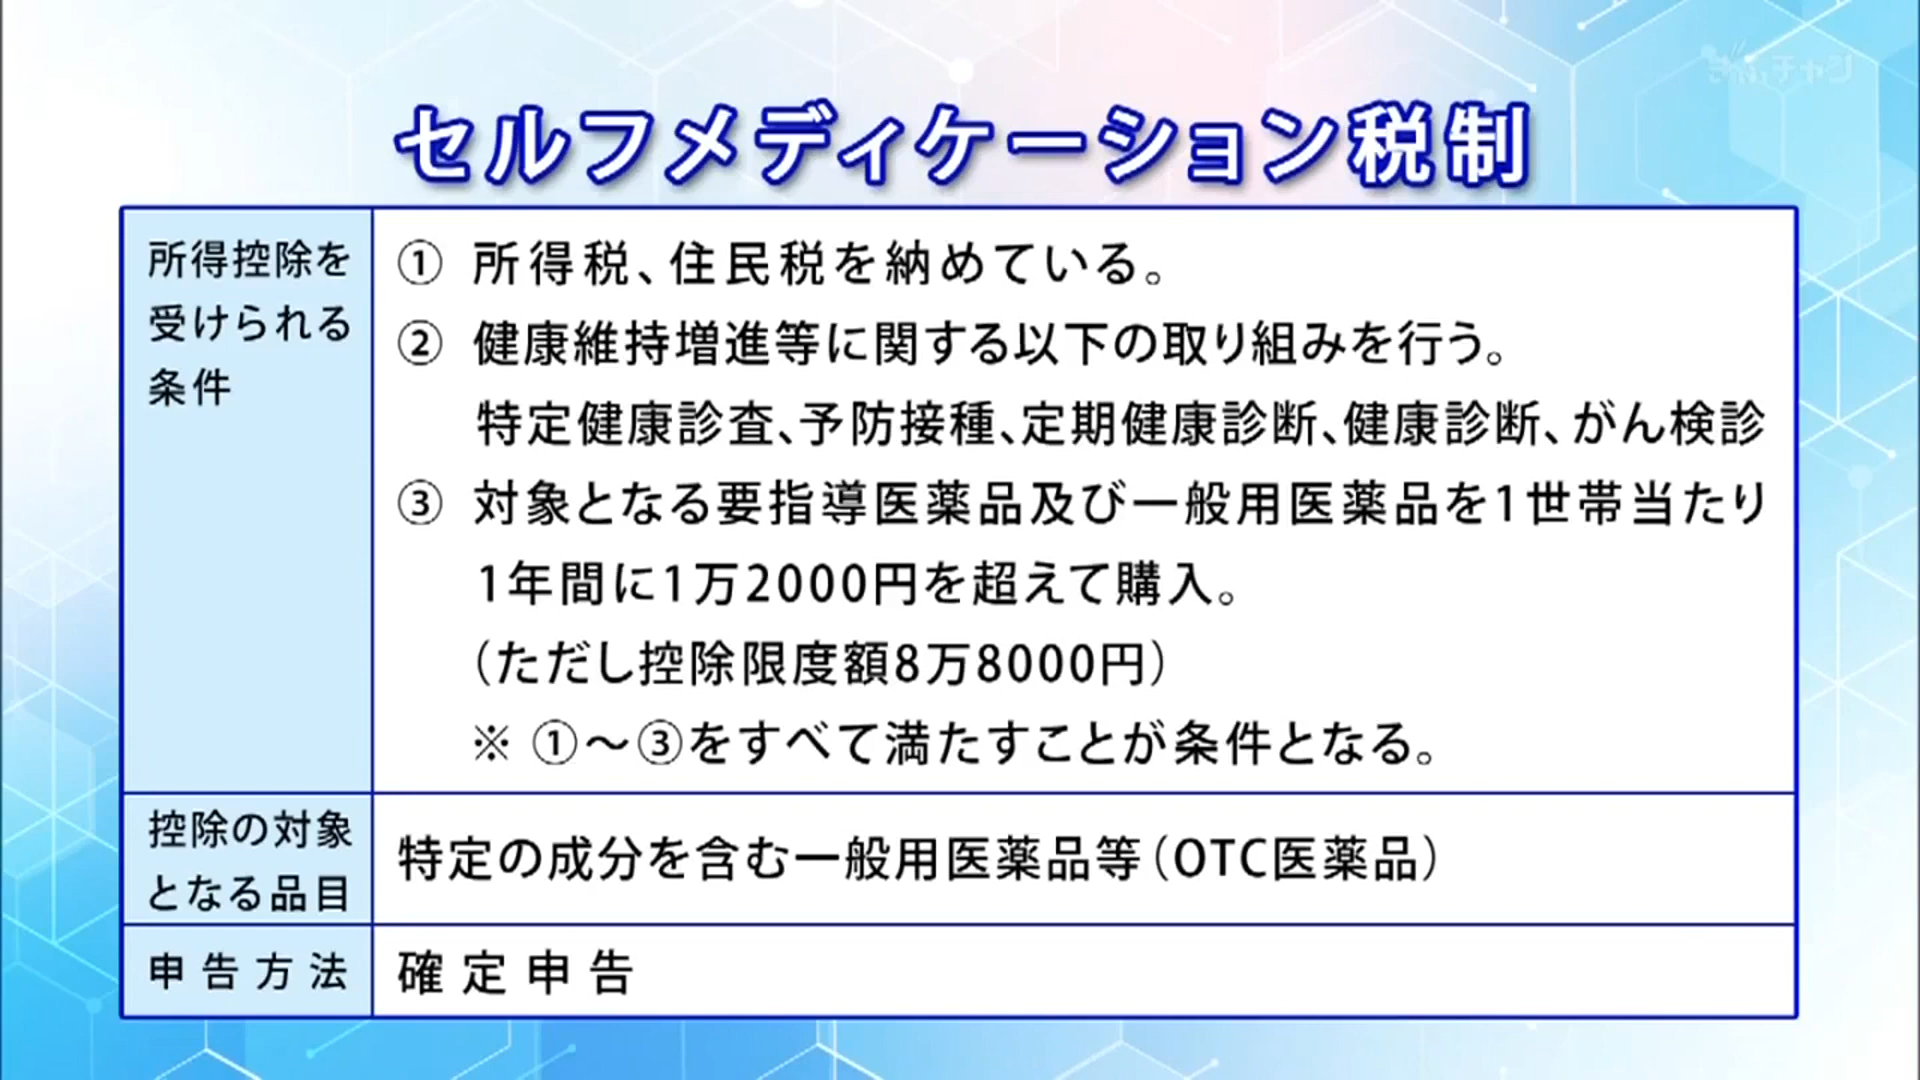 ぎふチャン
セルフメディケーション税制
所得控除を
受けられる
条件
① 所得税、住民税を納めている。
② 健康維持増進等に関する以下の取り組みを行う。
特定健康診査、予防接種、定期健康診断、健康診断、がん検診
③ 対象となる要指導医薬品及び一般用医薬品を1世帯当たり
1年間に1万2000円を超えて購入。
（ただし控除限度額8万8000円）
※ ①～③をすべて満たすことが条件となる。
控除の対象
となる品目
特定の成分を含む一般用医薬品等（OTC医薬品）
申告方法
確定申告